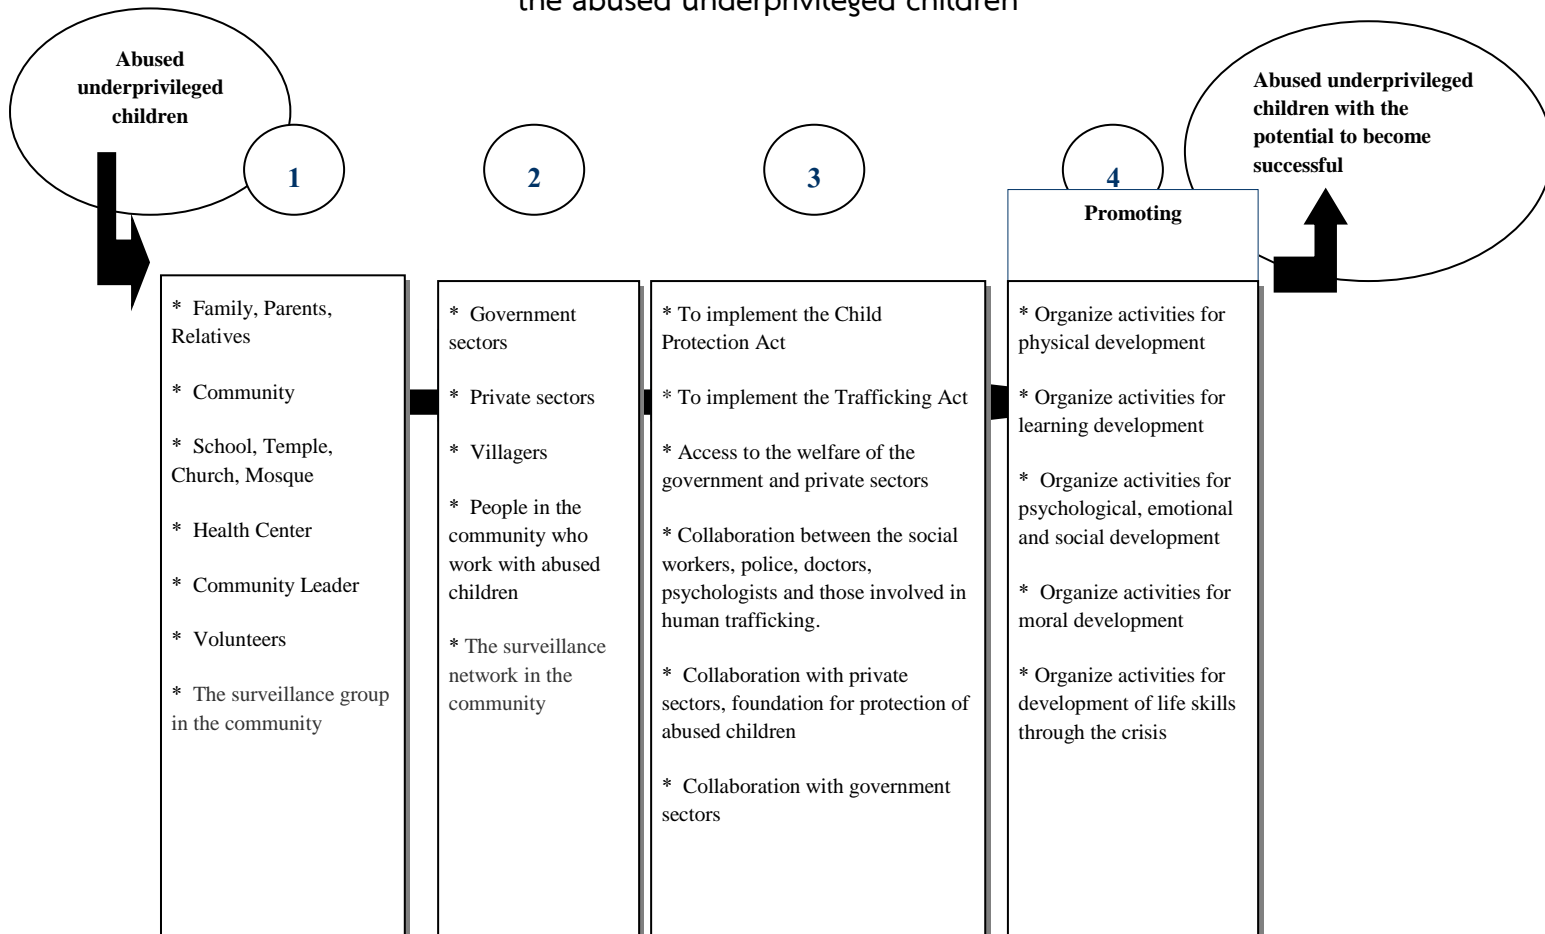 the abused underprivileged children
Abused
underprivileged
children
Abused underprivileged
children with the
potential to become
successful
1
2
3
4
Promoting
* Family, Parents,
Relatives
* Community
* School, Temple,
Church, Mosque
* Health Center
* Community Leader
* Volunteers
* The surveillance group
in the community
* Government
sectors
* Private sectors
* Villagers
* People in the
community who
work with abused
children
* The surveillance
network in the
community
* To implement the Child
Protection Act
* To implement the Trafficking Act
* Access to the welfare of the
government and private sectors
* Collaboration between the social
workers, police, doctors,
psychologists and those involved in
human trafficking.
* Collaboration with private
sectors, foundation for protection of
abused children
* Collaboration with government
sectors
* Organize activities for
physical development
* Organize activities for
learning development
* Organize activities for
psychological, emotional
and social development
* Organize activities for
moral development
* Organize activities for
development of life skills
through the crisis